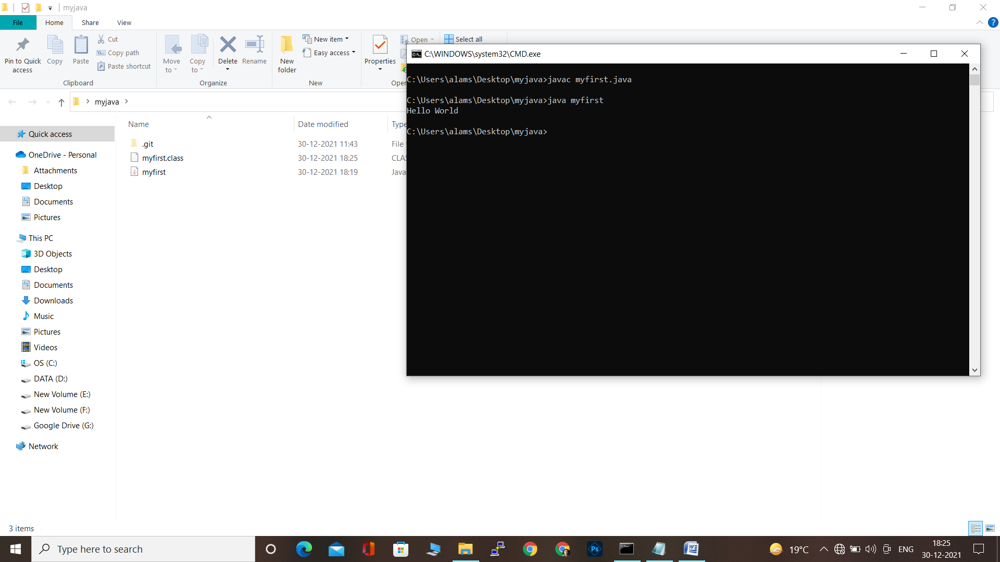 myjava
File Home Share View
Pin to Quick access
Copy
Paste
Cut
Copy path
Paste shortcut
Clipboard
Move to
Copy to
Delete
Rename
Organize
New folder
New item
Easy access
New
Properties
Open
Select all
Open
myjava
Name Date modified Type
.git 30-12-2021 11:43 File
myfirst.class 30-12-2021 18:25 CLAS
myfirst 30-12-2021 18:19 Java
Quick access
OneDrive - Personal
Attachments
Desktop
Documents
Pictures
This PC
3D Objects
Desktop
Documents
Downloads
Music
Pictures
Videos
OS (C:)
DATA (D:)
New Volume (E:)
New Volume (F:)
Google Drive (G:)
Network
3 items
C:\WINDOWS\system32\CMD.exe
C:\Users\alams\Desktop\myjava>javac myfirst.java
C:\Users\alams\Desktop\myjava>java myfirst
Hello World
C:\Users\alams\Desktop\myjava>
Type here to search
Ps
19°C
ENG
18:25
30-12-2021